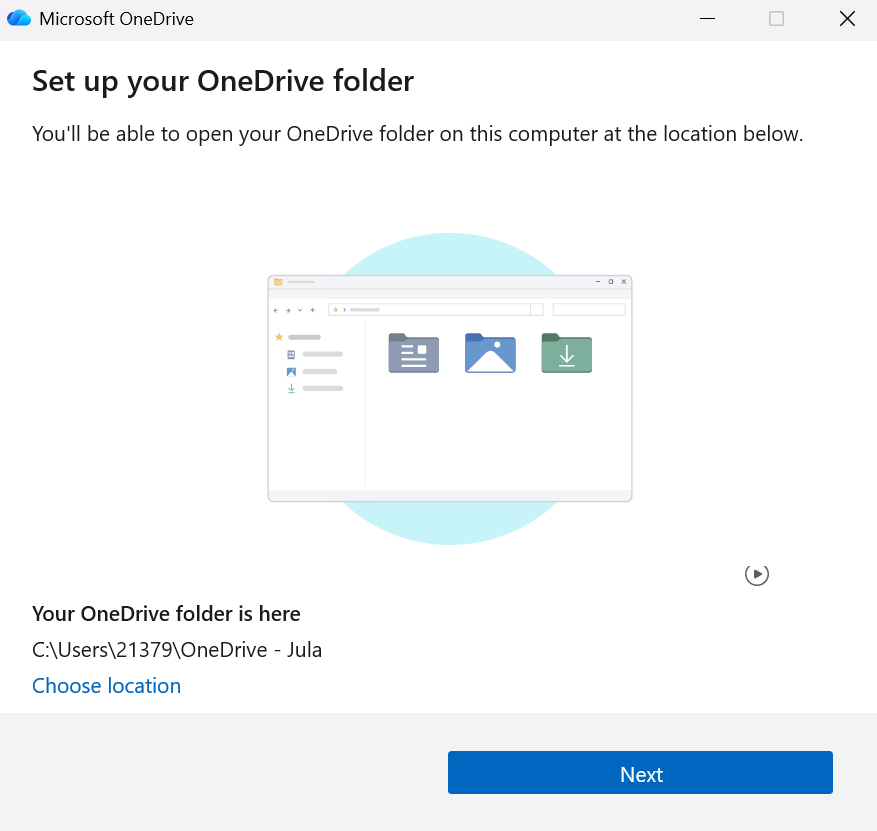 Microsoft OneDrive
Set up your OneDrive folder
You'll be able to open your OneDrive folder on this computer at the location below.
Your OneDrive folder is here
C:\Users\21379\OneDrive - Jula
Choose location
Next